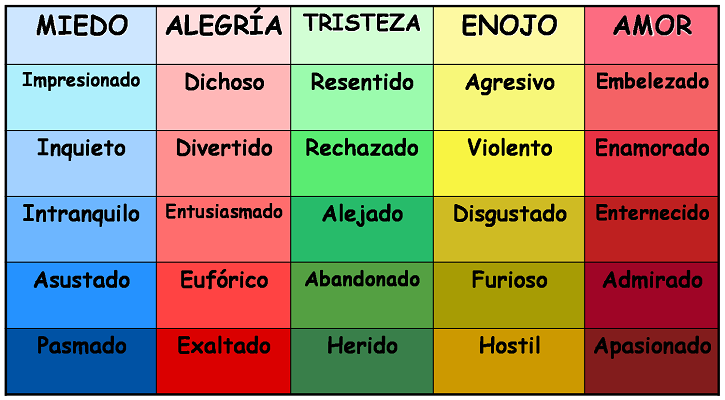 MIEDO ALEGRÍA TRISTEZA ENOJO AMOR
Impresionado Dichoso Resentido Agresivo Embelezado
Inquieto Divertido Rechazado Violento Enamorado
Intranquilo Entusiasmado Alejado Disgustado Enternecido
Asustado Eufórico Abandonado Furioso Admirado
Pasmado Exaltado Herido Hostil Apasionado